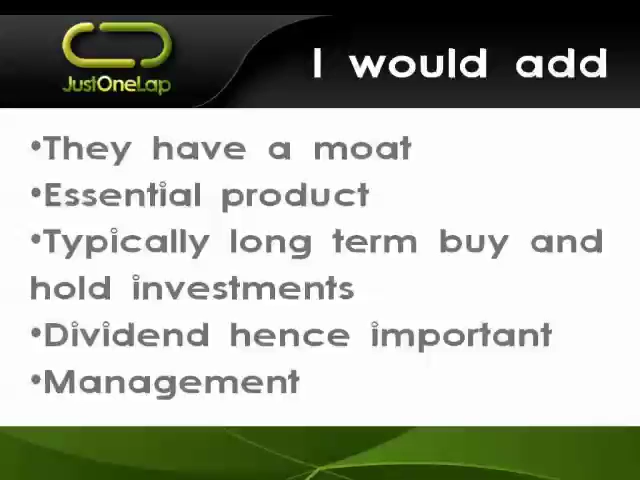 JustOneLap
I would add
•They have a moat
•Essential product
•Typically long term buy and
hold investments
•Dividend hence important
•Management